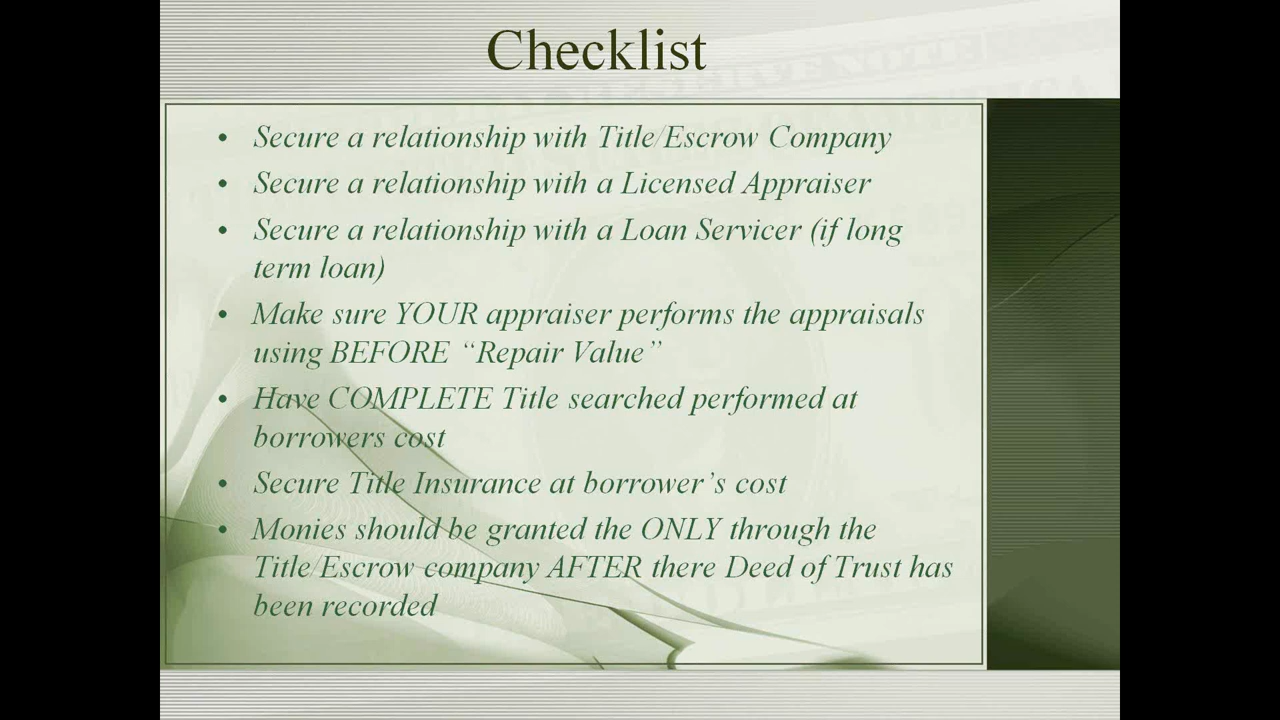 Checklist
• Secure a relationship with Title/Escrow Company
• Secure a relationship with a Licensed Appraiser
• Secure a relationship with a Loan Servicer (if long
term loan)
• Make sure YOUR appraiser performs the appraisals
using BEFORE “Repair Value”
• Have COMPLETE Title searched performed at
borrowers cost
• Secure Title Insurance at borrower’s cost
• Monies should be granted the ONLY through the
Title/Escrow company AFTER there Deed of Trust has
been recorded